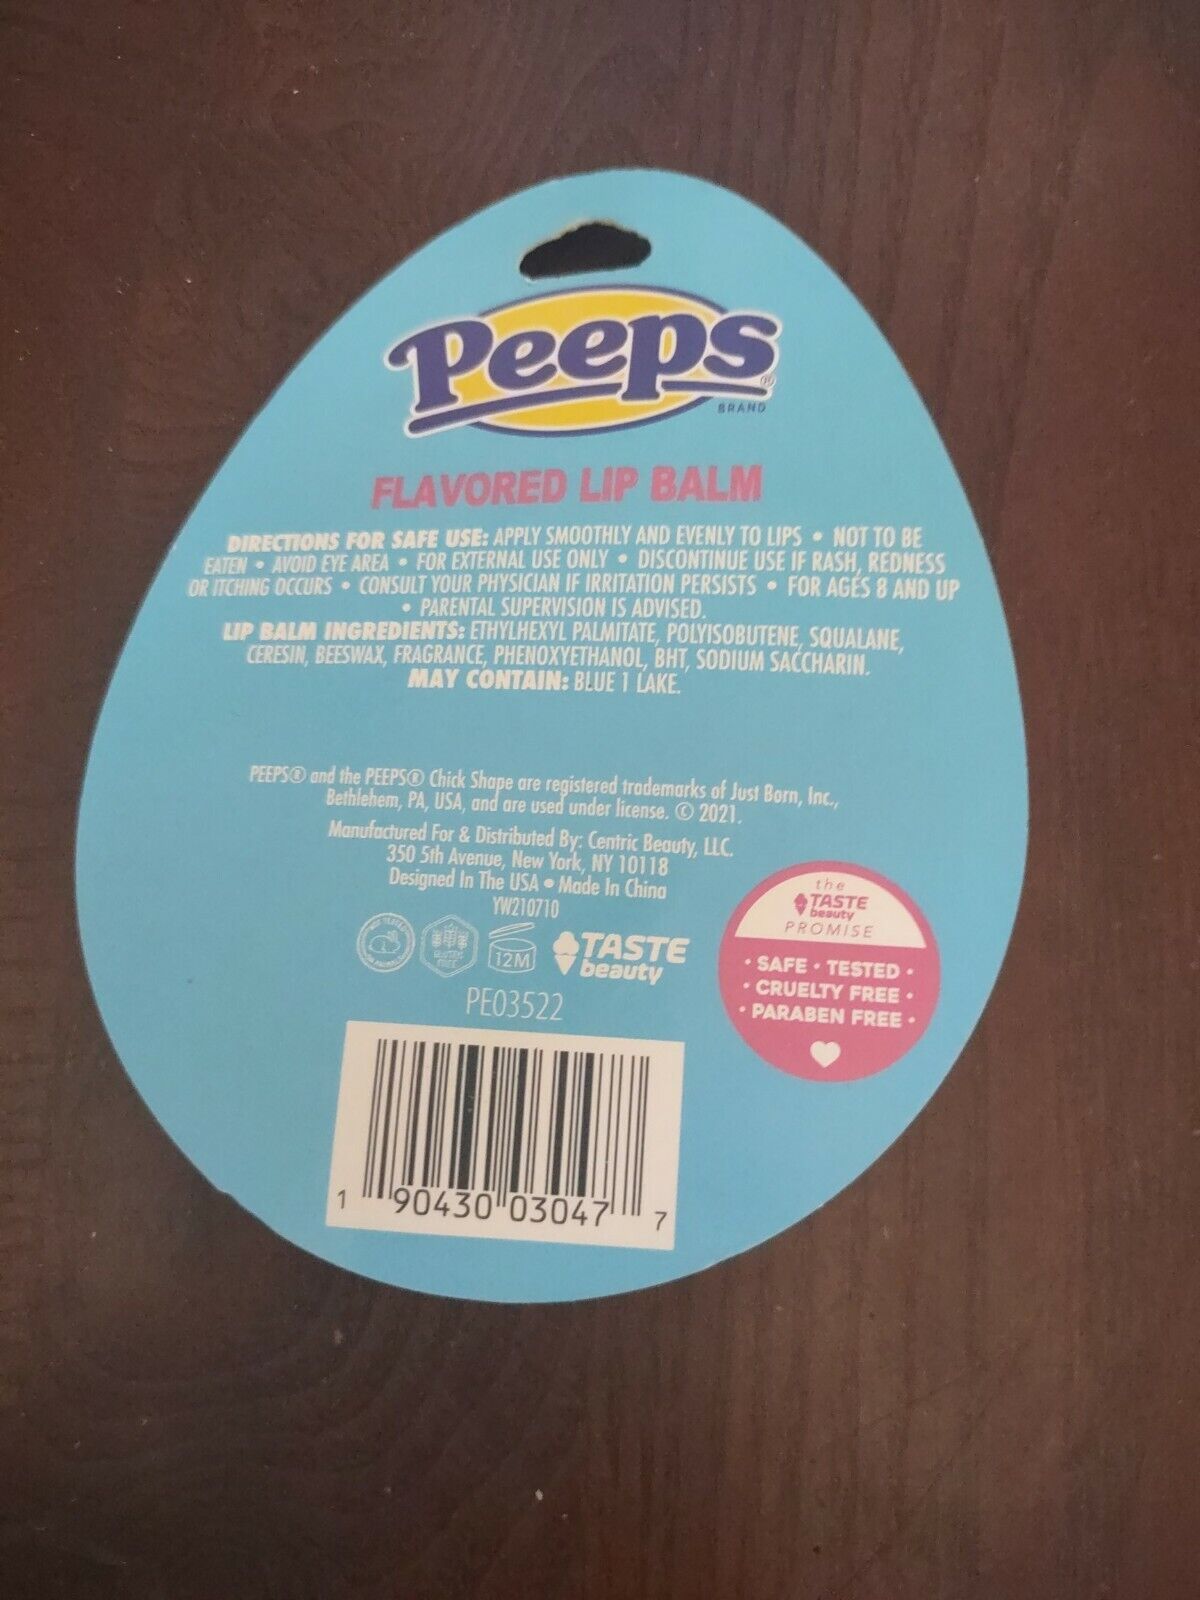 Peeps®
BRAND
FLAVORED LIP BALM
DIRECTIONS FOR SAFE USE: APPLY SMOOTHLY AND EVENLY TO LIPS • NOT TO BE
EATEN • AVOID EYE AREA • FOR EXTERNAL USE ONLY • DISCONTINUE USE IF RASH, REDNESS
OR ITCHING OCCURS • CONSULT YOUR PHYSICIAN IF IRRITATION PERSISTS • FOR AGES 8 AND UP
• PARENTAL SUPERVISION IS ADVISED.
LIP BALM INGREDIENTS: ETHYLHEXYL PALMITATE, POLYISOBUTENE, SQUALANE,
CERESIN, BEESWAX, FRAGRANCE, PHENOXYETHANOL, BHT, SODIUM SACCHARIN.
MAY CONTAIN: BLUE 1 LAKE.
PEEPS® and the PEEPS® Chick Shape are registered trademarks of Just Born, Inc.,
Bethlehem, PA, USA, and are used under license. © 2021.
Manufactured For & Distributed By: Centric Beauty, LLC.
350 5th Avenue, New York, NY 10118
Designed In The USA • Made In China
YW210710
NOT TESTED
GLUTEN
FREE
12M
TASTE
beauty
PE03522
the
TASTE
beauty
PROMISE
• SAFE • TESTED •
• CRUELTY FREE •
• PARABEN FREE •
1 90430 03047 7